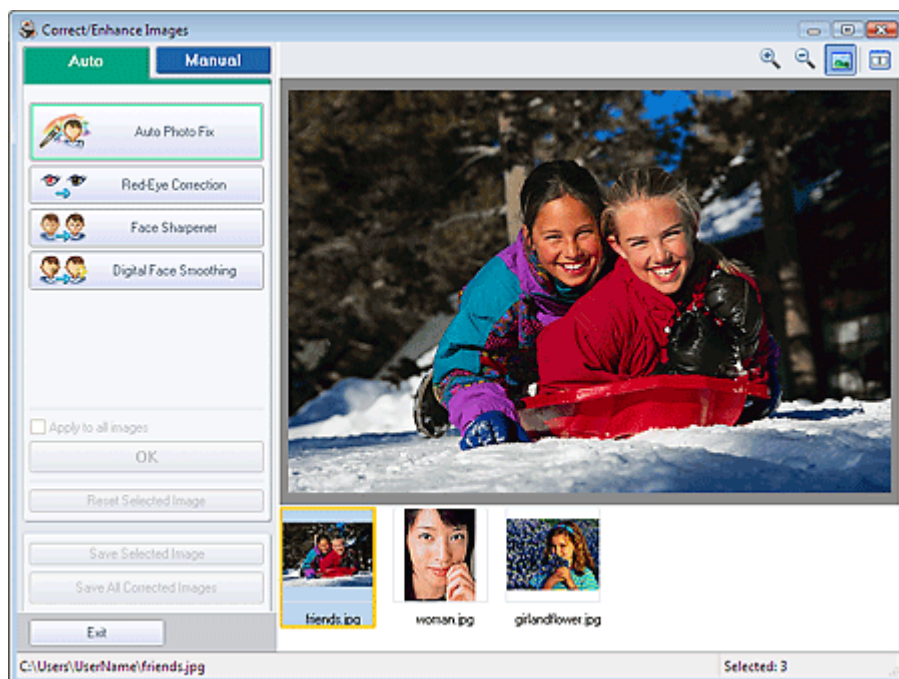 Correct/Enhance Images
Auto
Manual
Auto Photo Fix
Red-Eye Correction
Face Sharpener
Digital Face Smoothing
Apply to all images
OK
Reset Selected Image
Save Selected Image
Save All Corrected Images
Exit
friends.jpg
woman.jpg
girlandflower.jpg
C:\Users\UserName\friends.jpg
Selected: 3